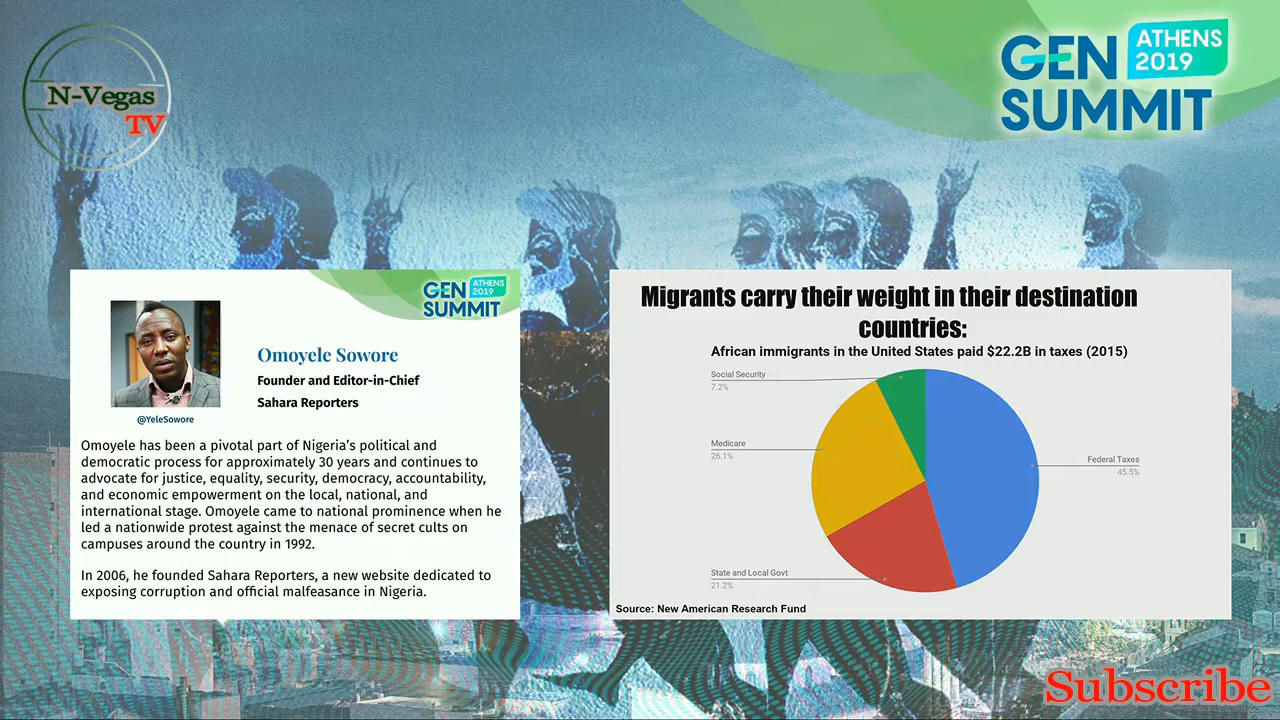 N-Vegas
TV
GEN
ATHENS
2019
SUMMIT
GEN
ATHENS
2019
SUMMIT
Omoyele Sowore
Founder and Editor-in-Chief
Sahara Reporters
@YeleSowore
Omoyele has been a pivotal part of Nigeria's political and
democratic process for approximately 30 years and continues to
advocate for justice, equality, security, democracy, accountability,
and economic empowerment on the local, national, and
international stage. Omoyele came to national prominence when he
led a nationwide protest against the menace of secret cults on
campuses around the country in 1992.
In 2006, he founded Sahara Reporters, a new website dedicated to
exposing corruption and official malfeasance in Nigeria.
Migrants carry their weight in their destination
countries:
African immigrants in the United States paid $22.2B in taxes (2015)
Social Security
7.2%
Medicare
26.1%
Federal Taxes
45.5%
State and Local Govt
21.2%
Source: New American Research Fund
Subscribe